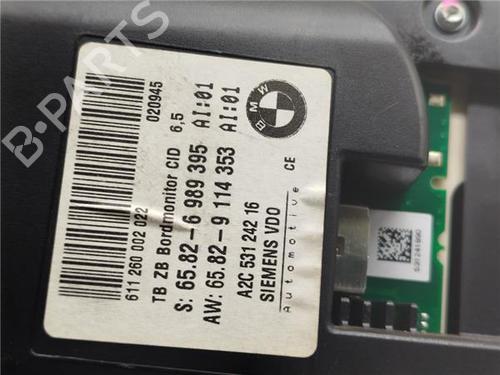 611 260 002 022 020945
TB ZB Bordmonitor CID 6,5
S: 65.82-6 989 395 AI:01
AW: 65.82-9 114 353 AI:01
A2C 531 242 16
SIEMENS VDO
Automotive CE
BMW
B-PARTS